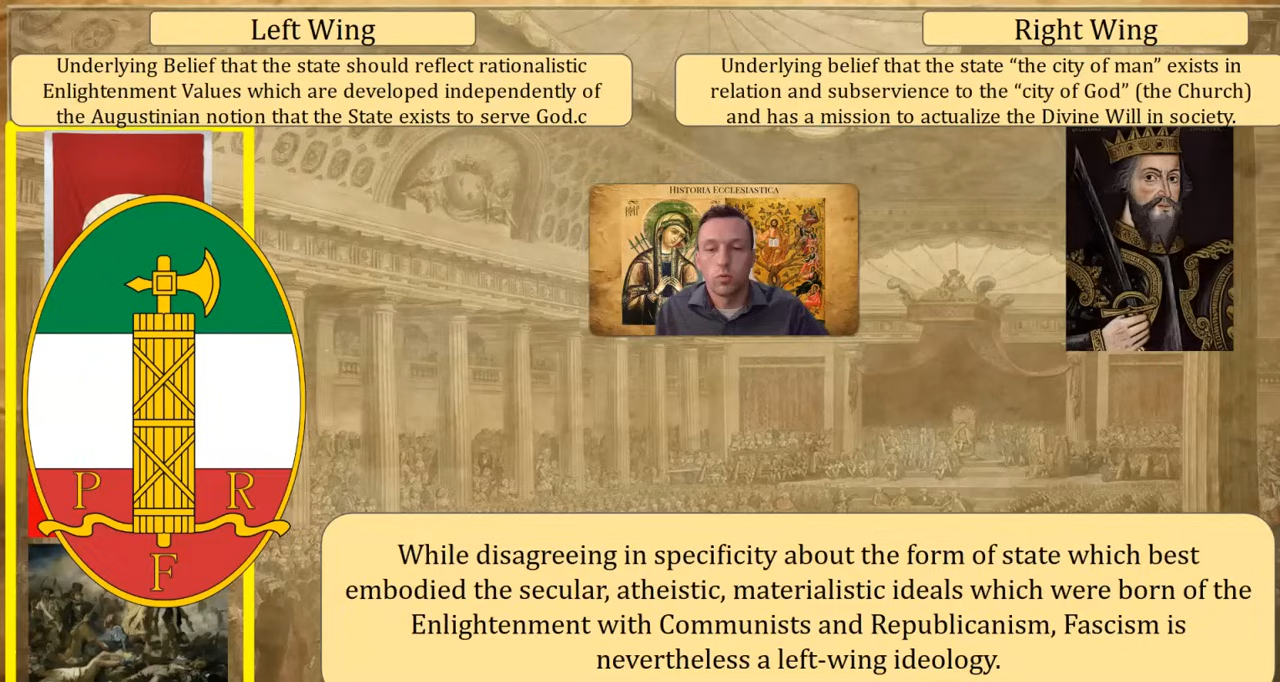 Left Wing
Right Wing
Underlying Belief that the state should reflect rationalistic
Enlightenment Values which are developed independently of
the Augustinian notion that the State exists to serve God.c
Underlying belief that the state “the city of man” exists in
relation and subservience to the “city of God” (the Church)
and has a mission to actualize the Divine Will in society.
Historia Ecclesiastica
P R
F
While disagreeing in specificity about the form of state which best
embodied the secular, atheistic, materialistic ideals which were born of the
Enlightenment with Communists and Republicanism, Fascism is
nevertheless a left-wing ideology.